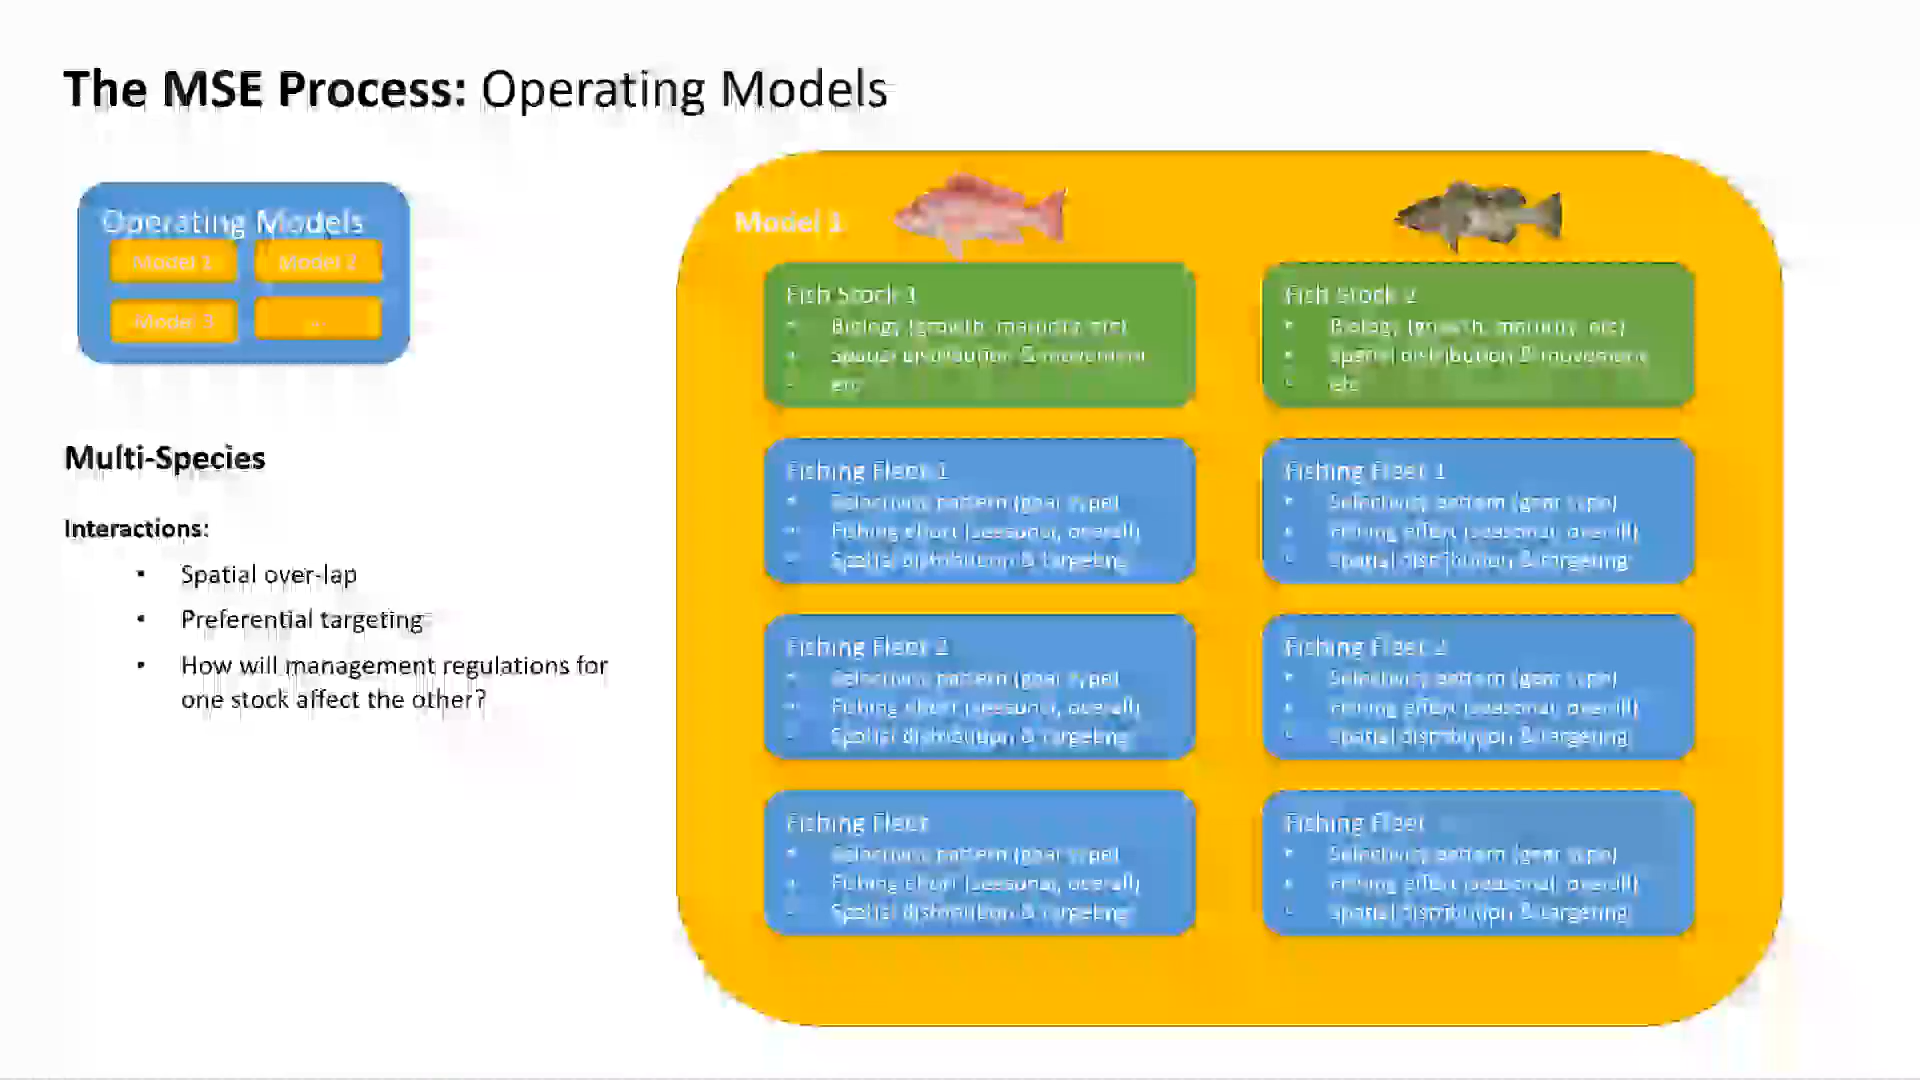 The MSE Process: Operating Models
Operating Models
Model 1
Model 2
Model 3
...
Multi-Species
Interactions:
• Spatial over-lap
• Preferential targeting
• How will management regulations for
one stock affect the other?
Model 1
Fish Stock 1
• Biology (growth, maturity, etc)
• Spatial distribution & movement
• etc
Fishing Fleet 1
• Selectivity pattern (gear type)
• Fishing effort (seasonal, overall)
• Spatial distribution & targeting
Fishing Fleet 2
• Selectivity pattern (gear type)
• Fishing effort (seasonal, overall)
• Spatial distribution & targeting
Fishing Fleet
• Selectivity pattern (gear type)
• Fishing effort (seasonal, overall)
• Spatial distribution & targeting
Fish Stock 2
• Biology (growth, maturity, etc)
• Spatial distribution & movement
• etc
Fishing Fleet 1
• Selectivity pattern (gear type)
• Fishing effort (seasonal, overall)
• Spatial distribution & targeting
Fishing Fleet 2
• Selectivity pattern (gear type)
• Fishing effort (seasonal, overall)
• Spatial distribution & targeting
Fishing Fleet
• Selectivity pattern (gear type)
• Fishing effort (seasonal, overall)
• Spatial distribution & targeting